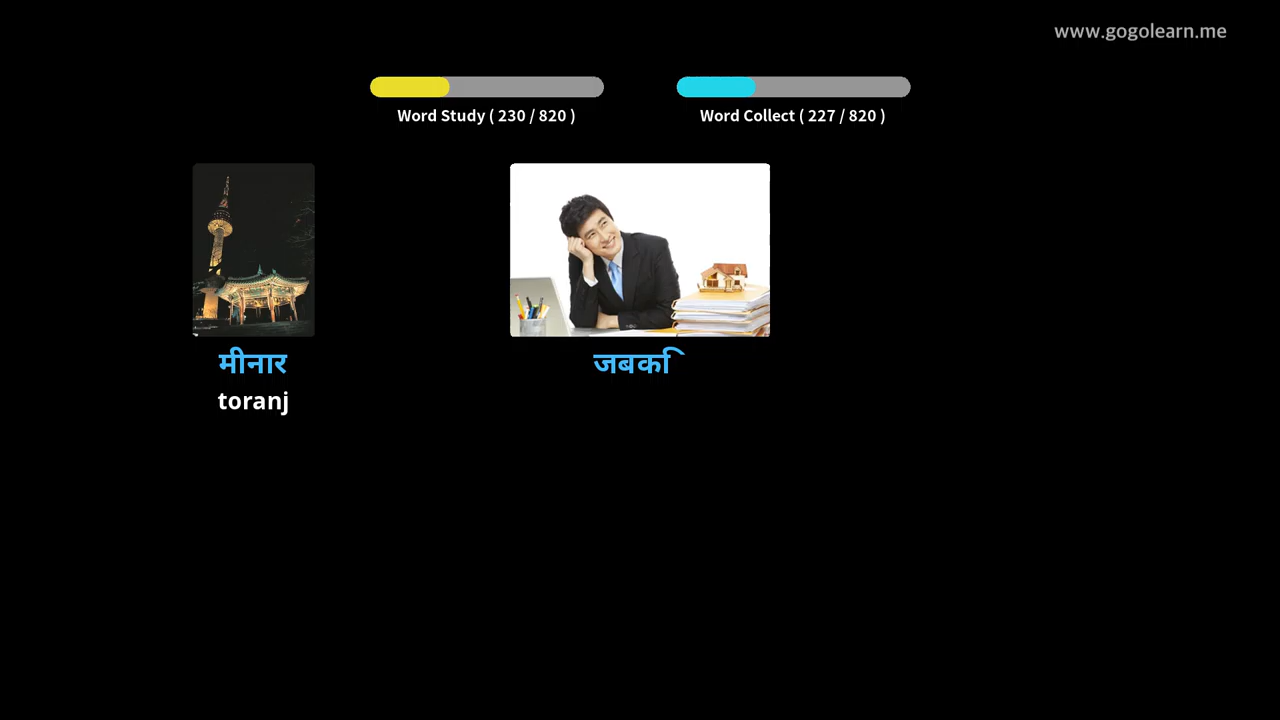 www.gogolearn.me
Word Study ( 230 / 820 )
Word Collect ( 227 / 820 )
मीनार
toranj
जबकि